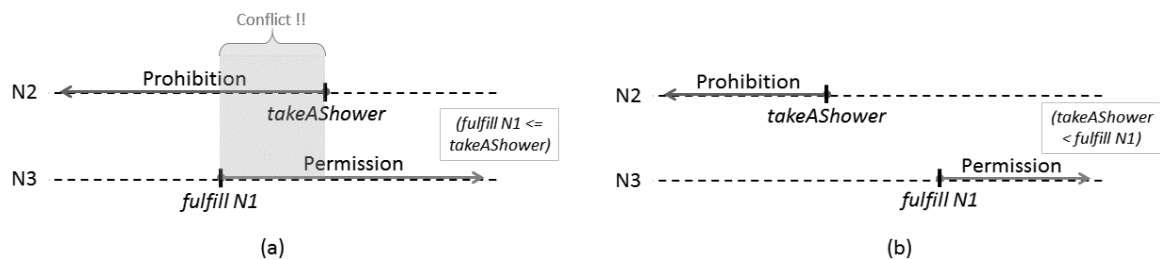 Conflict !!
N2
Prohibition
takeAShower
(fulfill N1 <=
takeAShower)
N3
Permission
fulfill N1
(a)
N2
Prohibition
takeAShower
(takeAShower
< fulfill N1)
N3
Permission
fulfill N1
(b)